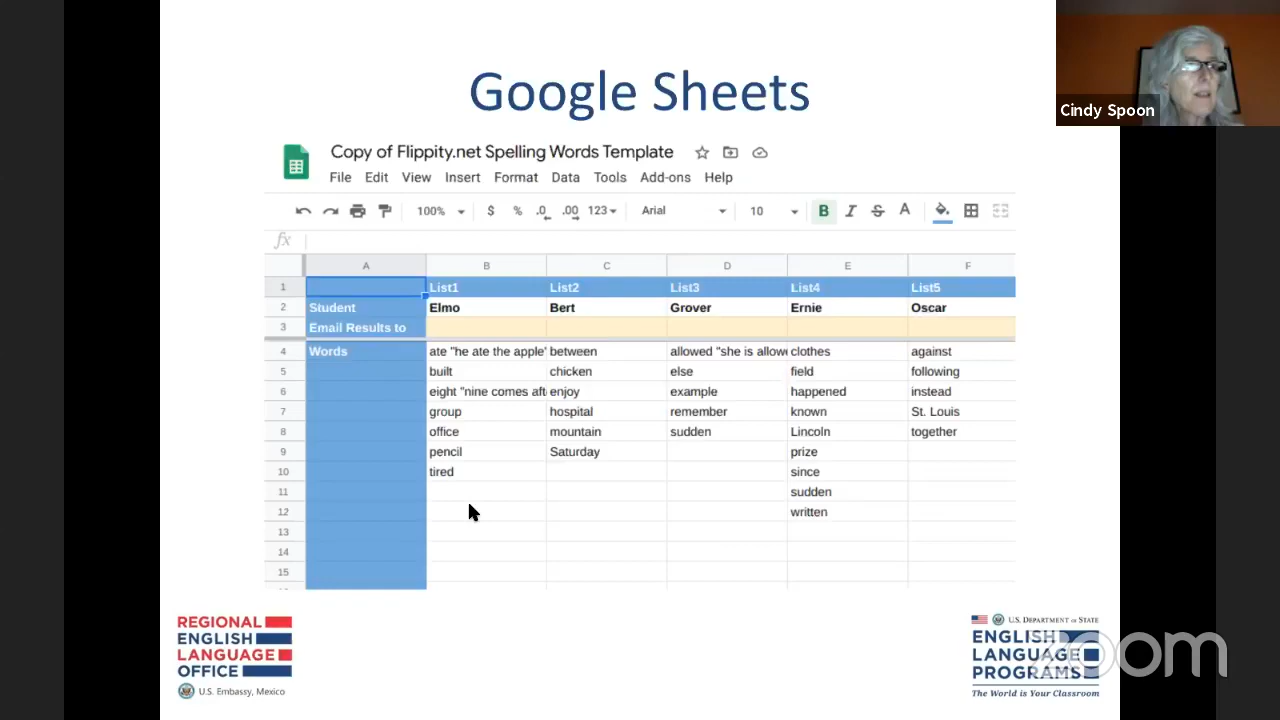 Google Sheets
Cindy Spoon
Copy of Flippity.net Spelling Words Template
File Edit View Insert Format Data Tools Add-ons Help
100% $ % .0 .00 123 Arial 10 B I S A
fx
A B C D E F
1 List1 List2 List3 List4 List5
2 Student Elmo Bert Grover Ernie Oscar
3 Email Results to
4 Words ate "he ate the apple" between allowed "she is allow clothes against
5 built chicken else field following
6 eight "nine comes aft enjoy example happened instead
7 group hospital remember known St. Louis
8 office mountain sudden Lincoln together
9 pencil Saturday prize
10 tired since
11 sudden
12 written
13
14
15
REGIONAL
ENGLISH
LANGUAGE
OFFICE
U.S. Embassy, Mexico
U.S. DEPARTMENT OF STATE
ENGLISH
LANGUAGE
PROGRAMS
The World is Your Classroom
zoom